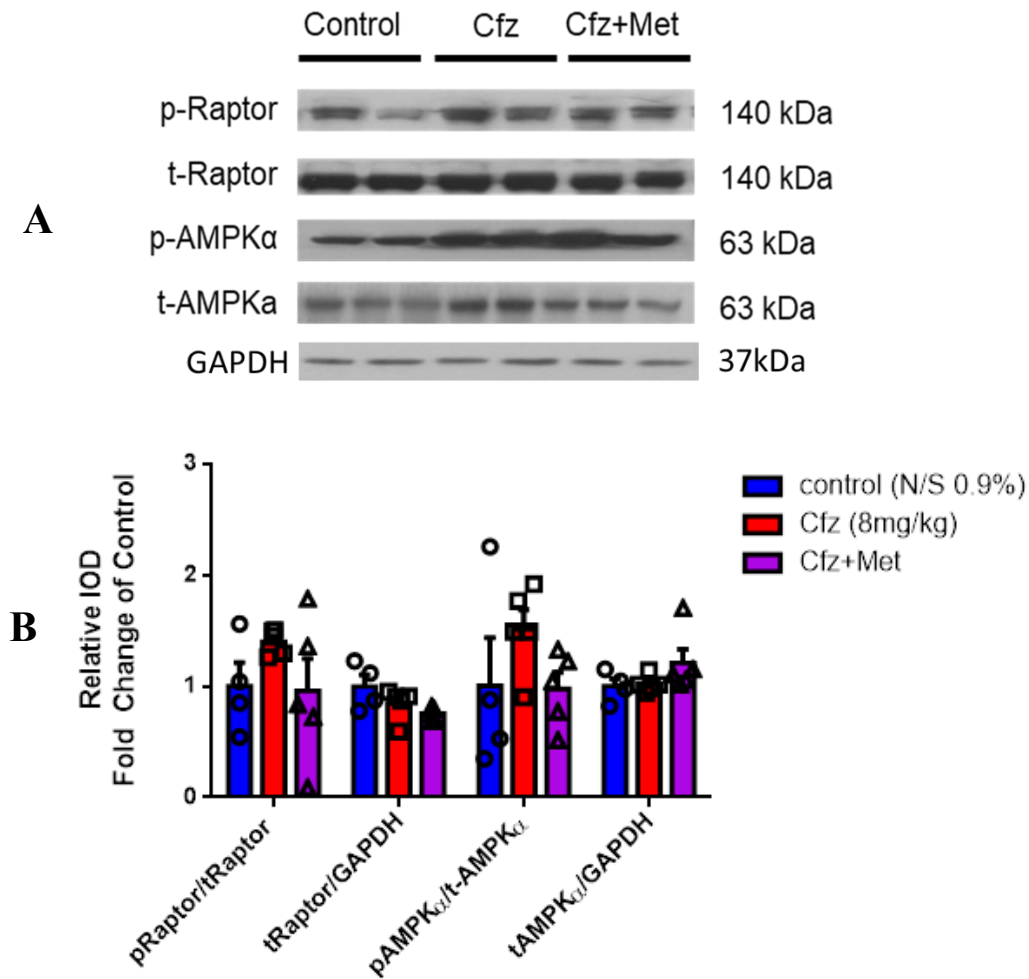 Control Cfz Cfz+Met
p-Raptor 140 kDa
t-Raptor 140 kDa
A
p-AMPKα 63 kDa
t-AMPKa 63 kDa
GAPDH 37kDa
B
Relative IOD
Fold Change of Control
3
2
1
0
control (N/S 0.9%)
Cfz (8mg/kg)
Cfz+Met
pRaptor/tRaptor
tRaptor/GAPDH
pAMPKα/t-AMPKα
tAMPKα/GAPDH